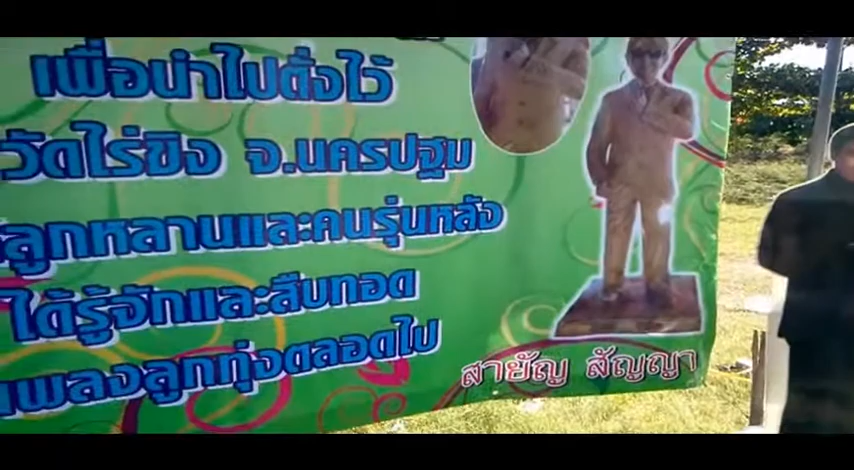 เพื่อนำไปตั้งไว้
วัดไร่ขิง จ.นครปฐม
ลูกหลานและคนรุ่นหลัง
ได้รู้จักและสืบทอด
เพลงลูกทุ่งตลอดไป
สายัญ สัญญา